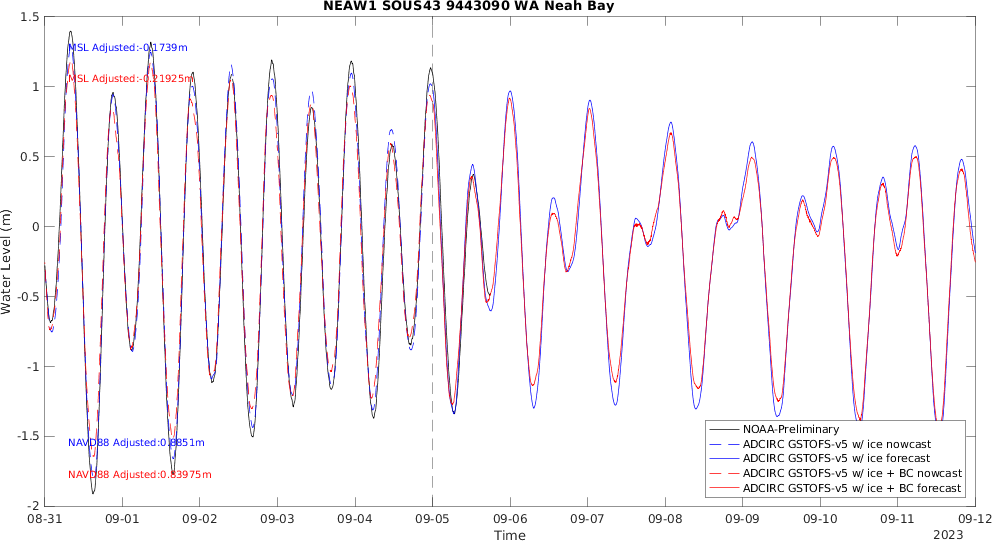 NEAW1 SOUS43 9443090 WA Neah Bay
Water Level (m)
1.5
1
0.5
0
-0.5
-1
-1.5
-2
MSL Adjusted:-0.1739m
MSL Adjusted:-0.21925m
NAVD88 Adjusted:0.8851m
NAVD88 Adjusted:0.83975m
NOAA-Preliminary
ADCIRC GSTOFS-v5 w/ ice nowcast
ADCIRC GSTOFS-v5 w/ ice forecast
ADCIRC GSTOFS-v5 w/ ice + BC nowcast
ADCIRC GSTOFS-v5 w/ ice + BC forecast
08-31 09-01 09-02 09-03 09-04 09-05 09-06 09-07 09-08 09-09 09-10 09-11 09-12
Time
2023